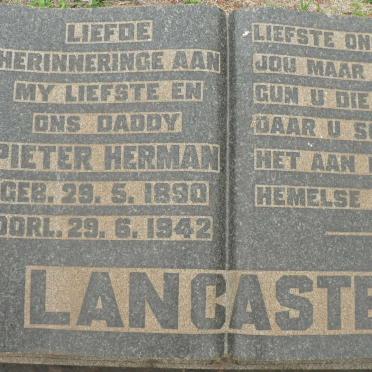 LIEFDE
HERINNERINGE AAN
MY LIEFSTE EN
ONS DADDY
PIETER HERMAN
GEB. 29. 5. 1890
OORL. 29. 6. 1942
LIEFSTE ON
JOU MAAR
GUN U DIE
DAAR U S
HET AAN
HEMELSE
LANCASTE